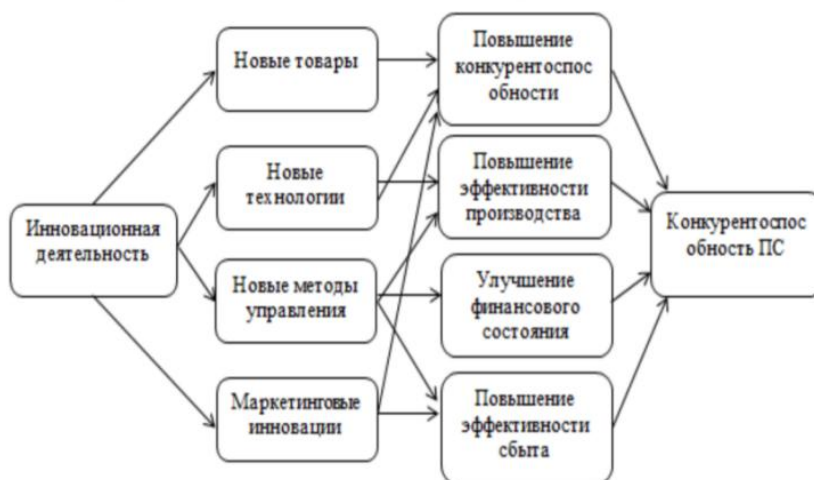 Инновационная
деятельность
Новые товары
Новые
технологии
Новые методы
управления
Маркетинговые
инновации
Повышение
конкурентоспос
обности
Повышение
эффективности
производства
Улучшение
финансового
состояния
Повышение
эффективности
сбыта
Конкурентоспос
обность ПС